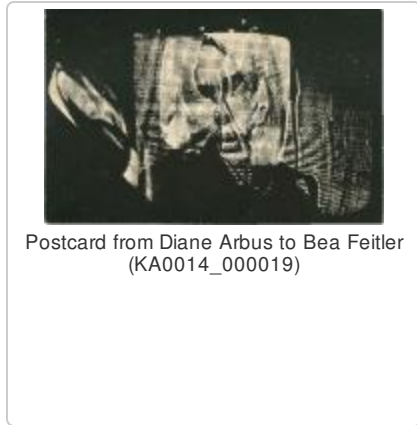 Postcard from Diane Arbus to Bea Feitler
(KA0014_000019)